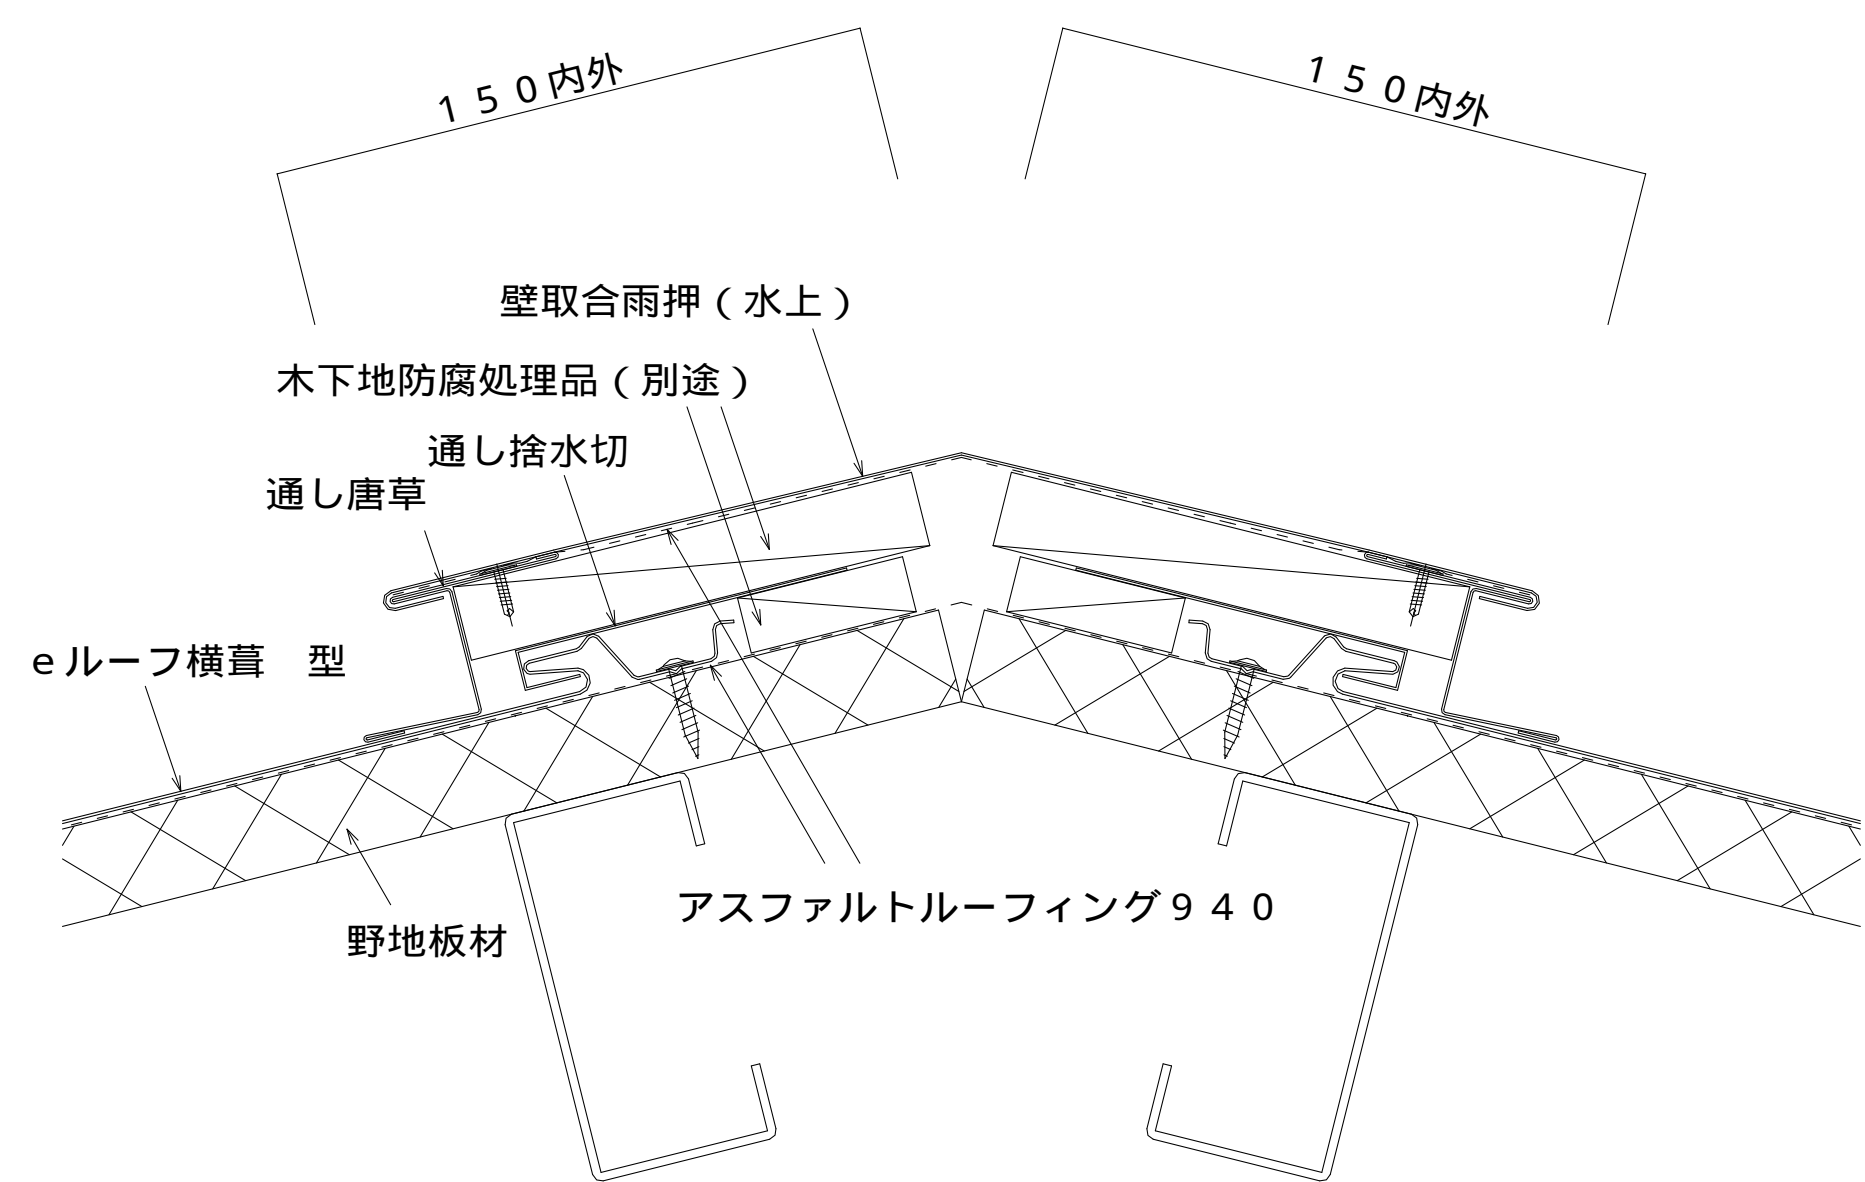 １５０内外
１５０内外
壁取合雨押（水上）
木下地防腐処理品（別途）
通し捨水切
通し唐草
ｅルーフ横葺　型
アスファルトルーフィング９４０
野地板材